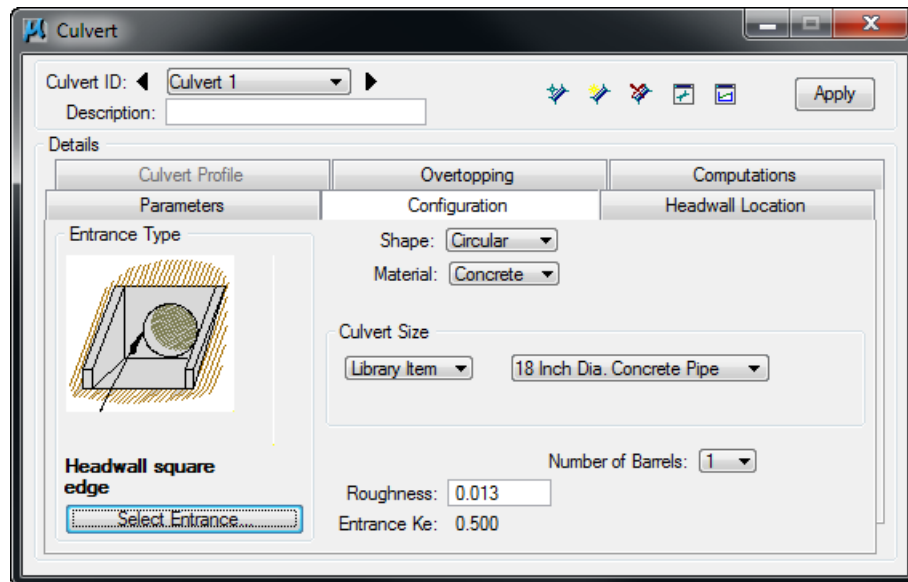 Culvert
Culvert ID: Culvert 1
Description:
Apply
Details
Culvert Profile Overtopping Computations
Parameters Configuration Headwall Location
Entrance Type
Shape: Circular
Material: Concrete
Culvert Size
Library Item 18 Inch Dia. Concrete Pipe
Headwall square
edge
Number of Barrels: 1
Roughness: 0.013
Select Entrance...
Entrance Ke: 0.500